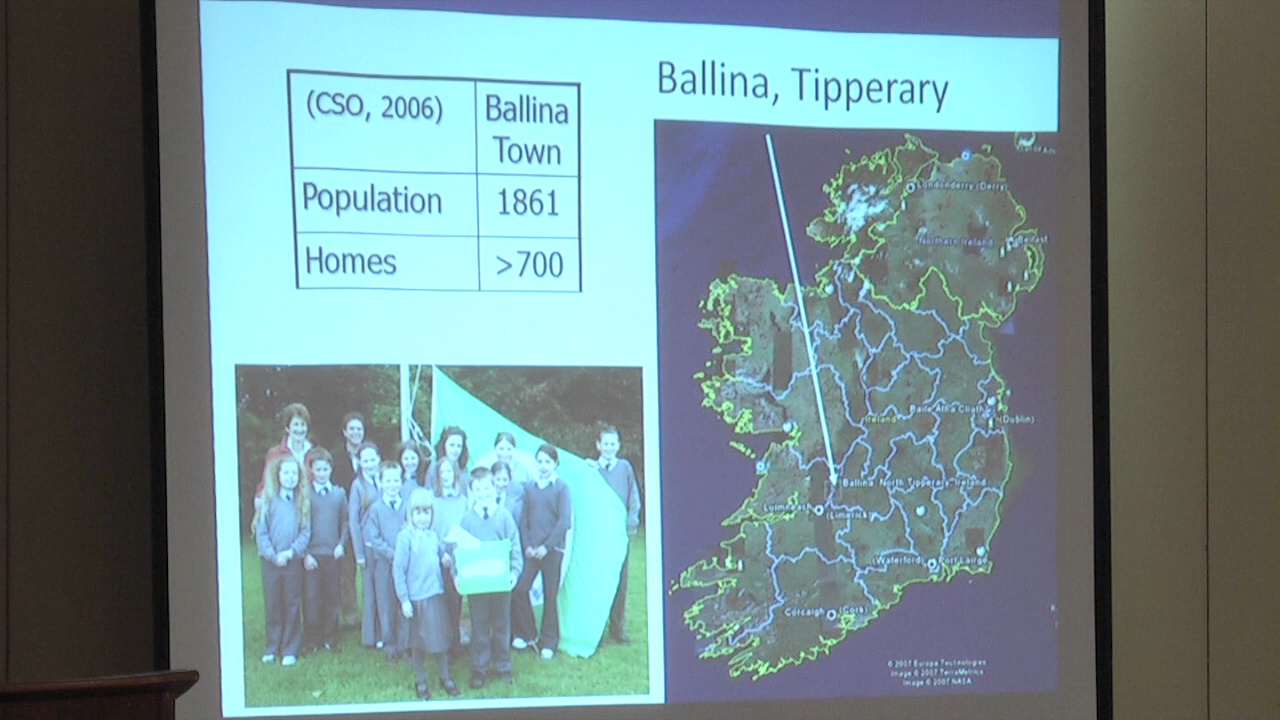 Ballina, Tipperary
(CSO, 2006)
Ballina
Town
Population
1861
Homes
>700
Londonderry (Derry)
Northern Ireland
Belfast
Baile Átha Cliath
(Dublin)
Ireland
Ballina, North Tipperary, Ireland
Luimneach
(Limerick)
(Waterford)
Port Lairge
Corcaigh
(Cork)
© 2007 Europa Technologies
Image © 2007 TerraMetrics
Image © 2007 NASA